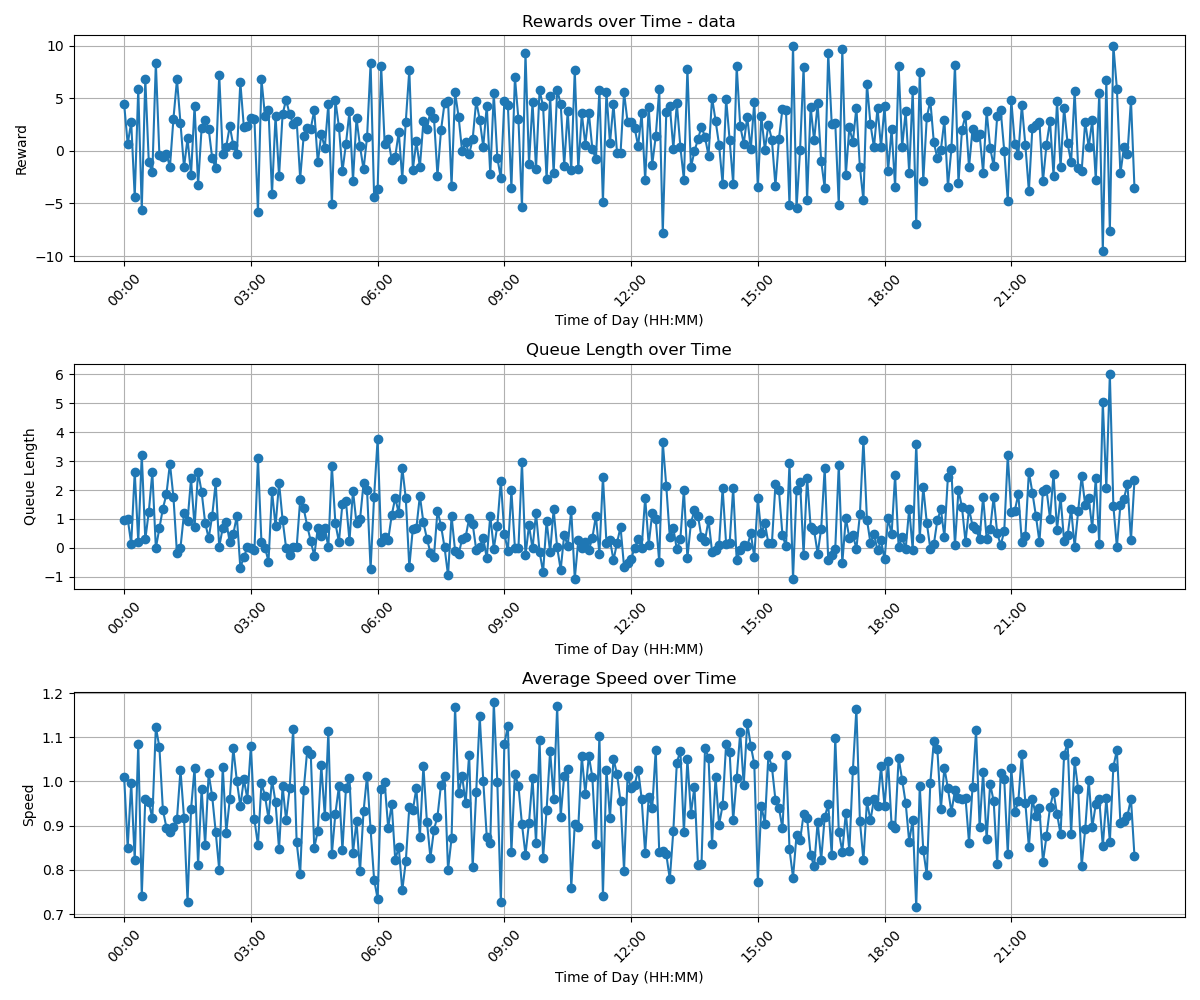 Rewards over Time - data
Reward
10
5
0
−5
−10
00:00 03:00 06:00 09:00 12:00 15:00 18:00 21:00
Time of Day (HH:MM)
Queue Length over Time
Queue Length
6
5
4
3
2
1
0
−1
00:00 03:00 06:00 09:00 12:00 15:00 18:00 21:00
Time of Day (HH:MM)
Average Speed over Time
Speed
1.2
1.1
1.0
0.9
0.8
0.7
00:00 03:00 06:00 09:00 12:00 15:00 18:00 21:00
Time of Day (HH:MM)